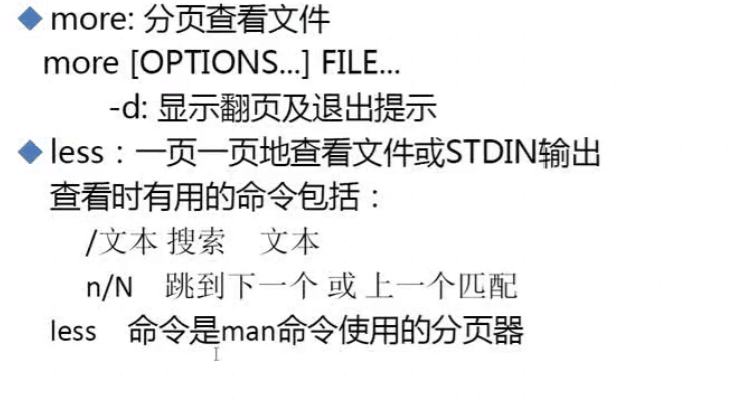 more: 分页查看文件
more [OPTIONS...] FILE...
-d: 显示翻页及退出提示
less：一页一页地查看文件或STDIN输出
查看时有用的命令包括：
/文本 搜索 文本
n/N 跳到下一个 或 上一个匹配
less 命令是man命令使用的分页器